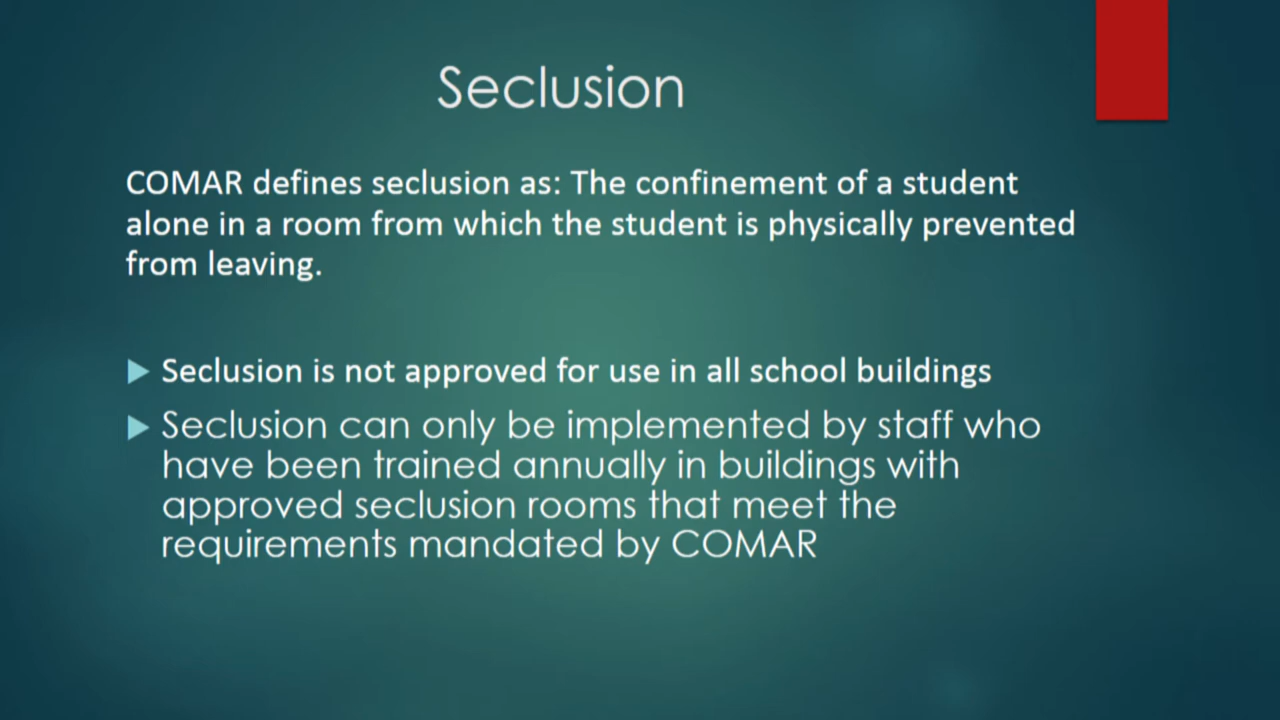 Seclusion
COMAR defines seclusion as: The confinement of a student
alone in a room from which the student is physically prevented
from leaving.
Seclusion is not approved for use in all school buildings
Seclusion can only be implemented by staff who
have been trained annually in buildings with
approved seclusion rooms that meet the
requirements mandated by COMAR